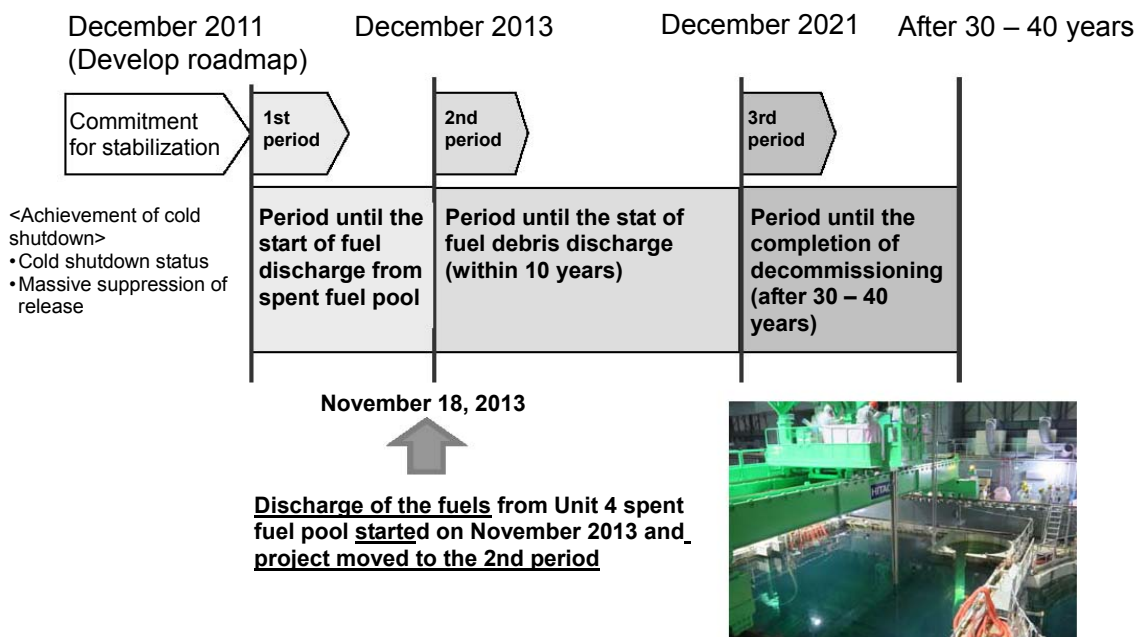 December 2011
(Develop roadmap)
December 2013
December 2021
After 30 – 40 years
Commitment
for stabilization
1st
period
2nd
period
3rd
period
<Achievement of cold
shutdown>
•Cold shutdown status
•Massive suppression of
release
Period until the
start of fuel
discharge from
spent fuel pool
Period until the stat of
fuel debris discharge
(within 10 years)
Period until the
completion of
decommissioning
(after 30 – 40
years)
November 18, 2013
Discharge of the fuels from Unit 4 spent
fuel pool started on November 2013 and
project moved to the 2nd period
HITAC